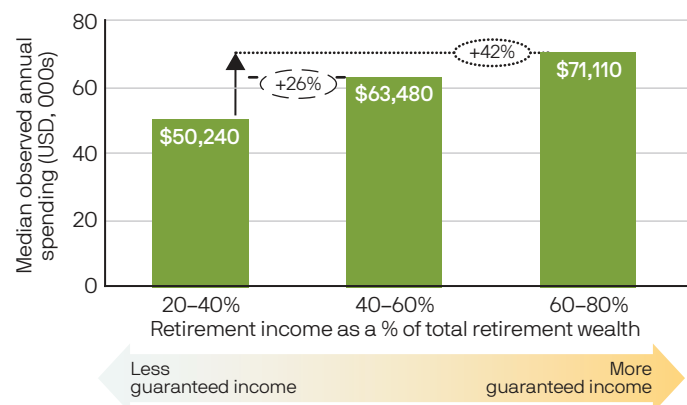 Median observed annual
spending (USD, 000s)
80
60
40
20
0
+42%
+26%
$50,240
$63,480
$71,110
20–40%
40–60%
60–80%
Retirement income as a % of total retirement wealth
Less
guaranteed income
More
guaranteed income